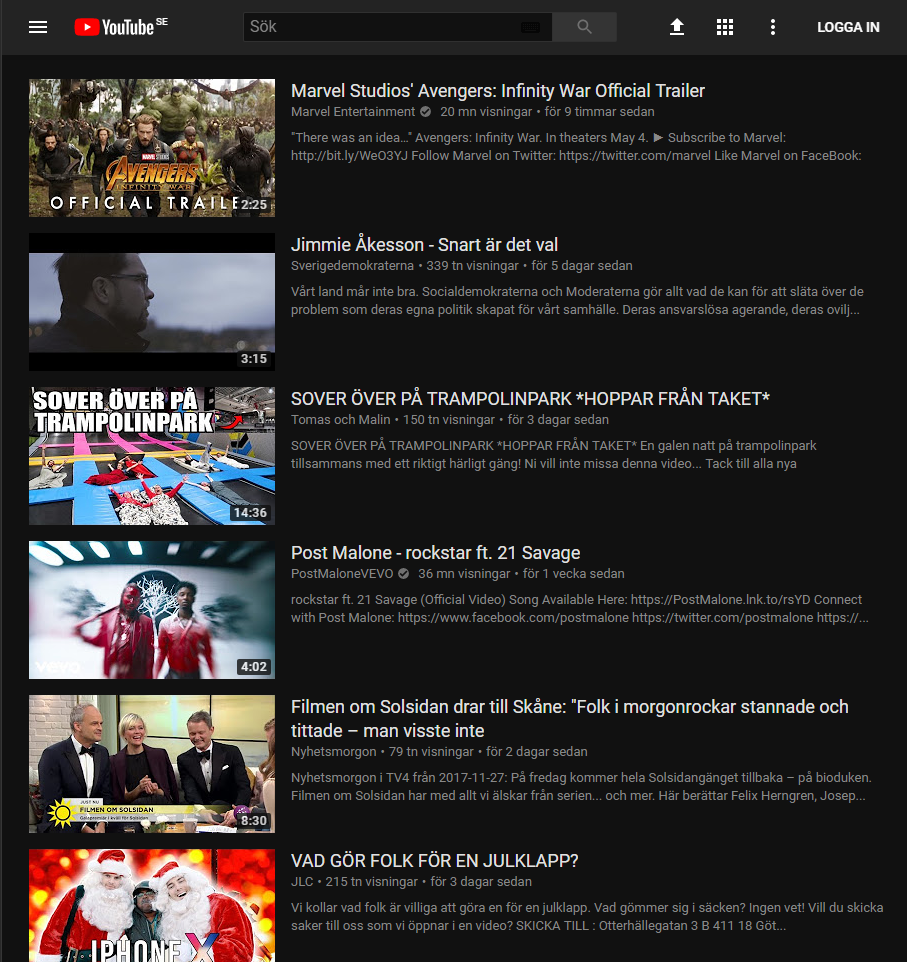 YouTube SE
Sök
LOGGA IN
MARVEL STUDIOS
AVENGERS
INFINITY WAR
OFFICIAL TRAILE
2:25
Marvel Studios' Avengers: Infinity War Official Trailer
Marvel Entertainment 20 mn visningar • för 9 timmar sedan
"There was an idea…" Avengers: Infinity War. In theaters May 4. ► Subscribe to Marvel:
http://bit.ly/WeO3YJ Follow Marvel on Twitter: https://twitter.com/marvel Like Marvel on FaceBook:
3:15
Jimmie Åkesson - Snart är det val
Sverigedemokraterna • 339 tn visningar • för 5 dagar sedan
Vårt land mår inte bra. Socialdemokraterna och Moderaterna gör allt vad de kan för att släta över de
problem som deras egna politik skapat för vårt samhälle. Deras ansvarslösa agerande, deras ovilj...
SOVER ÖVER PÅ
TRAMPOLINPARK
14:36
SOVER ÖVER PÅ TRAMPOLINPARK *HOPPAR FRÅN TAKET*
Tomas och Malin • 150 tn visningar • för 3 dagar sedan
SOVER ÖVER PÅ TRAMPOLINPARK *HOPPAR FRÅN TAKET* En galen natt på trampolinpark
tillsammans med ett riktigt härligt gäng! Ni vill inte missa denna video... Tack till alla nya
vevo
4:02
Post Malone - rockstar ft. 21 Savage
PostMaloneVEVO 36 mn visningar • för 1 vecka sedan
rockstar ft. 21 Savage (Official Video) Song Available Here: https://PostMalone.lnk.to/rsYD Connect
with Post Malone: https://www.facebook.com/postmalone https://twitter.com/postmalone https://...
JUST NU
FILMEN OM SOLSIDAN
Galapremiär i kväll för Solsidan
8:30
Filmen om Solsidan drar till Skåne: "Folk i morgonrockar stannade och
tittade – man visste inte
Nyhetsmorgon • 79 tn visningar • för 2 dagar sedan
Nyhetsmorgon i TV4 från 2017-11-27: På fredag kommer hela Solsidangänget tillbaka – på bioduken.
Filmen om Solsidan har med allt vi älskar från serien... och mer. Här berättar Felix Herngren, Josep...
IPHONE X
VAD GÖR FOLK FÖR EN JULKLAPP?
JLC • 215 tn visningar • för 3 dagar sedan
Vi kollar vad folk är villiga att göra en för en julklapp. Vad gömmer sig i säcken? Ingen vet! Vill du skicka
saker till oss som vi öppnar i en video? SKICKA TILL : Otterhällegatan 3 B 411 18 Göt...